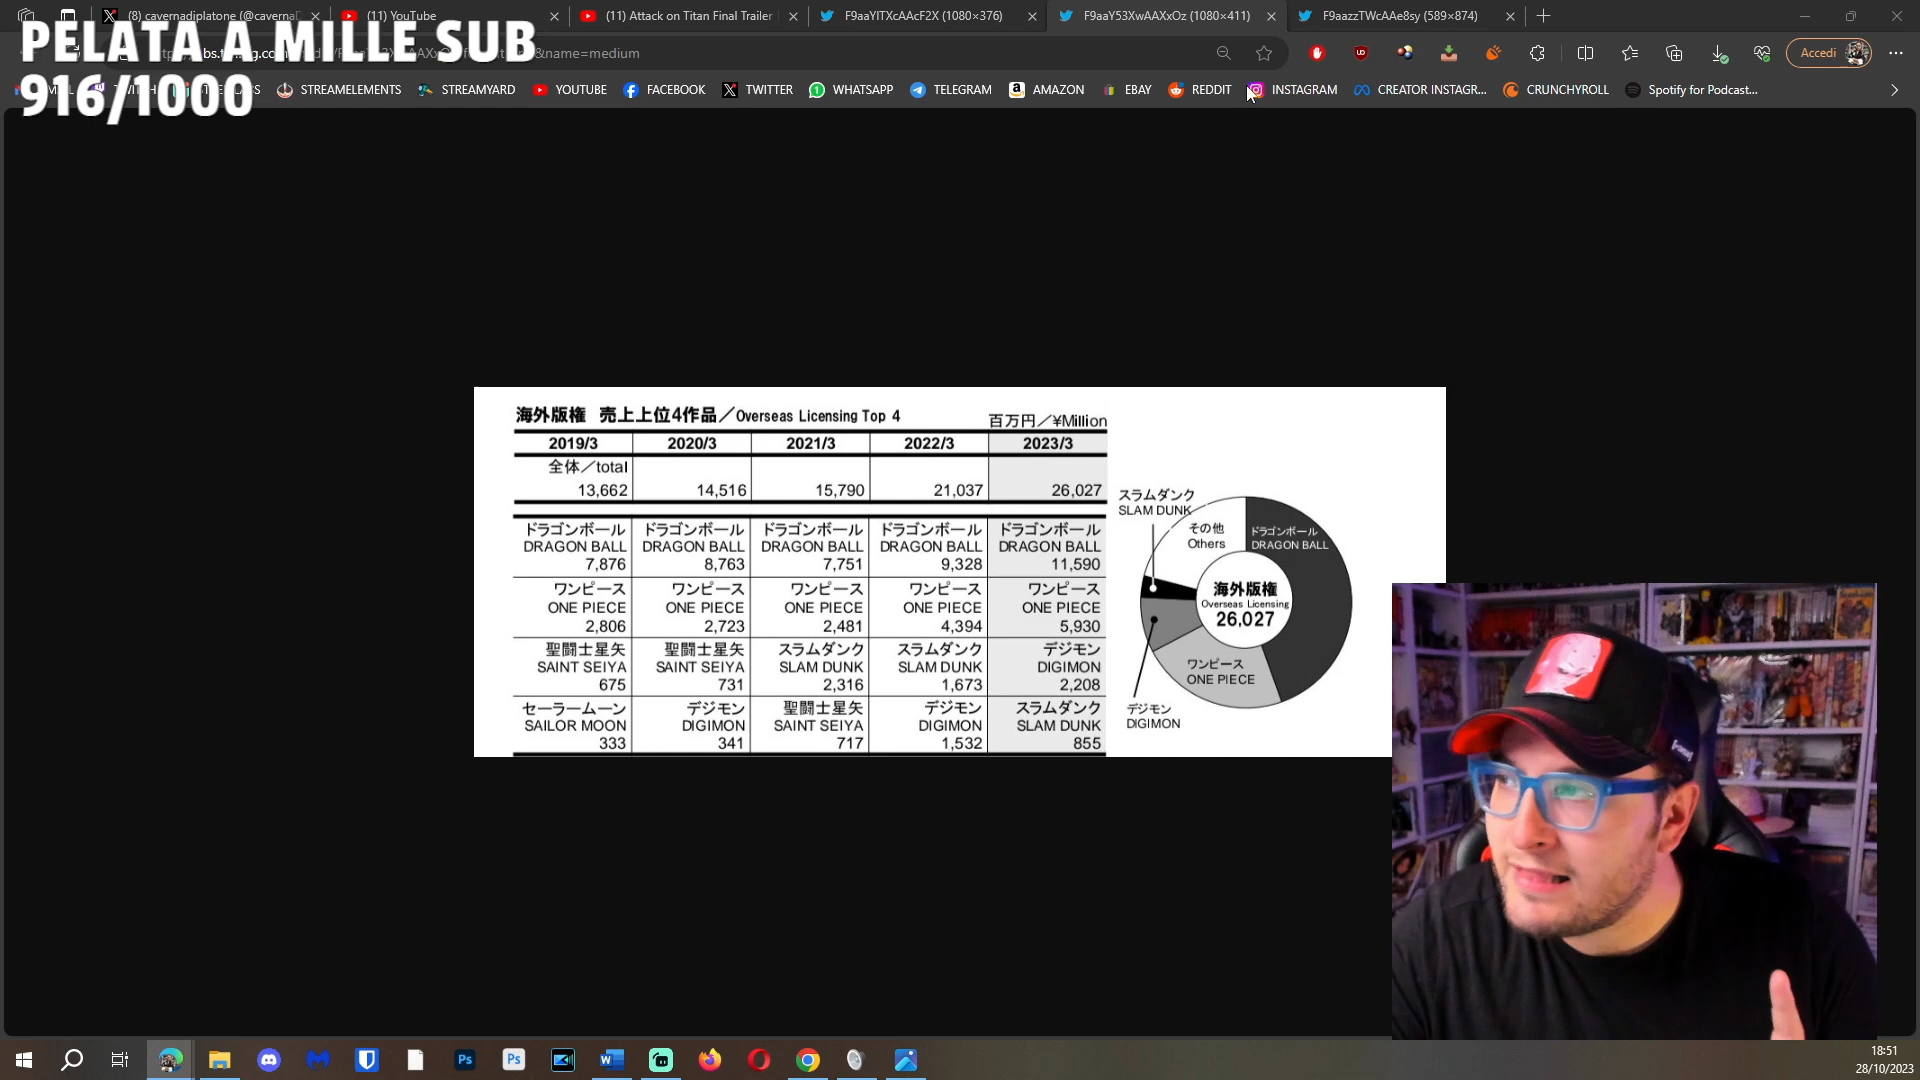 (8) cavernadiplatone (@caverna
(11) YouTube
(11) Attack on Titan Final Trailer
F9aaYlTXcAAcF2X (1080×376)
F9aaY53XwAAXxOz (1080×411)
F9aazzTWcAAe8sy (589×874)
PELATA A MILLE SUB
916/1000
&name=medium
Accedi
STREAMELEMENTS
STREAMYARD
YOUTUBE
FACEBOOK
TWITTER
WHATSAPP
TELEGRAM
AMAZON
EBAY
REDDIT
INSTAGRAM
CREATOR INSTAGR...
CRUNCHYROLL
Spotify for Podcast...
海外版権 売上上位4作品／Overseas Licensing Top 4
百万円／¥Million
2019/3 2020/3 2021/3 2022/3 2023/3
全体／total
13,662 14,516 15,790 21,037 26,027
ドラゴンボール ドラゴンボール ドラゴンボール ドラゴンボール ドラゴンボール
DRAGON BALL DRAGON BALL DRAGON BALL DRAGON BALL DRAGON BALL
7,876 8,763 7,751 9,328 11,590
ワンピース ワンピース ワンピース ワンピース ワンピース
ONE PIECE ONE PIECE ONE PIECE ONE PIECE ONE PIECE
2,806 2,723 2,481 4,394 5,930
聖闘士星矢 聖闘士星矢 スラムダンク スラムダンク デジモン
SAINT SEIYA SAINT SEIYA SLAM DUNK SLAM DUNK DIGIMON
675 731 2,316 1,673 2,208
セーラームーン デジモン 聖闘士星矢 デジモン スラムダンク
SAILOR MOON DIGIMON SAINT SEIYA DIGIMON SLAM DUNK
333 341 717 1,532 855
スラムダンク
SLAM DUNK
その他
Others
ドラゴンボール
DRAGON BALL
海外版権
Overseas Licensing
26,027
ワンピース
ONE PIECE
デジモン
DIGIMON
18:51
28/10/2023